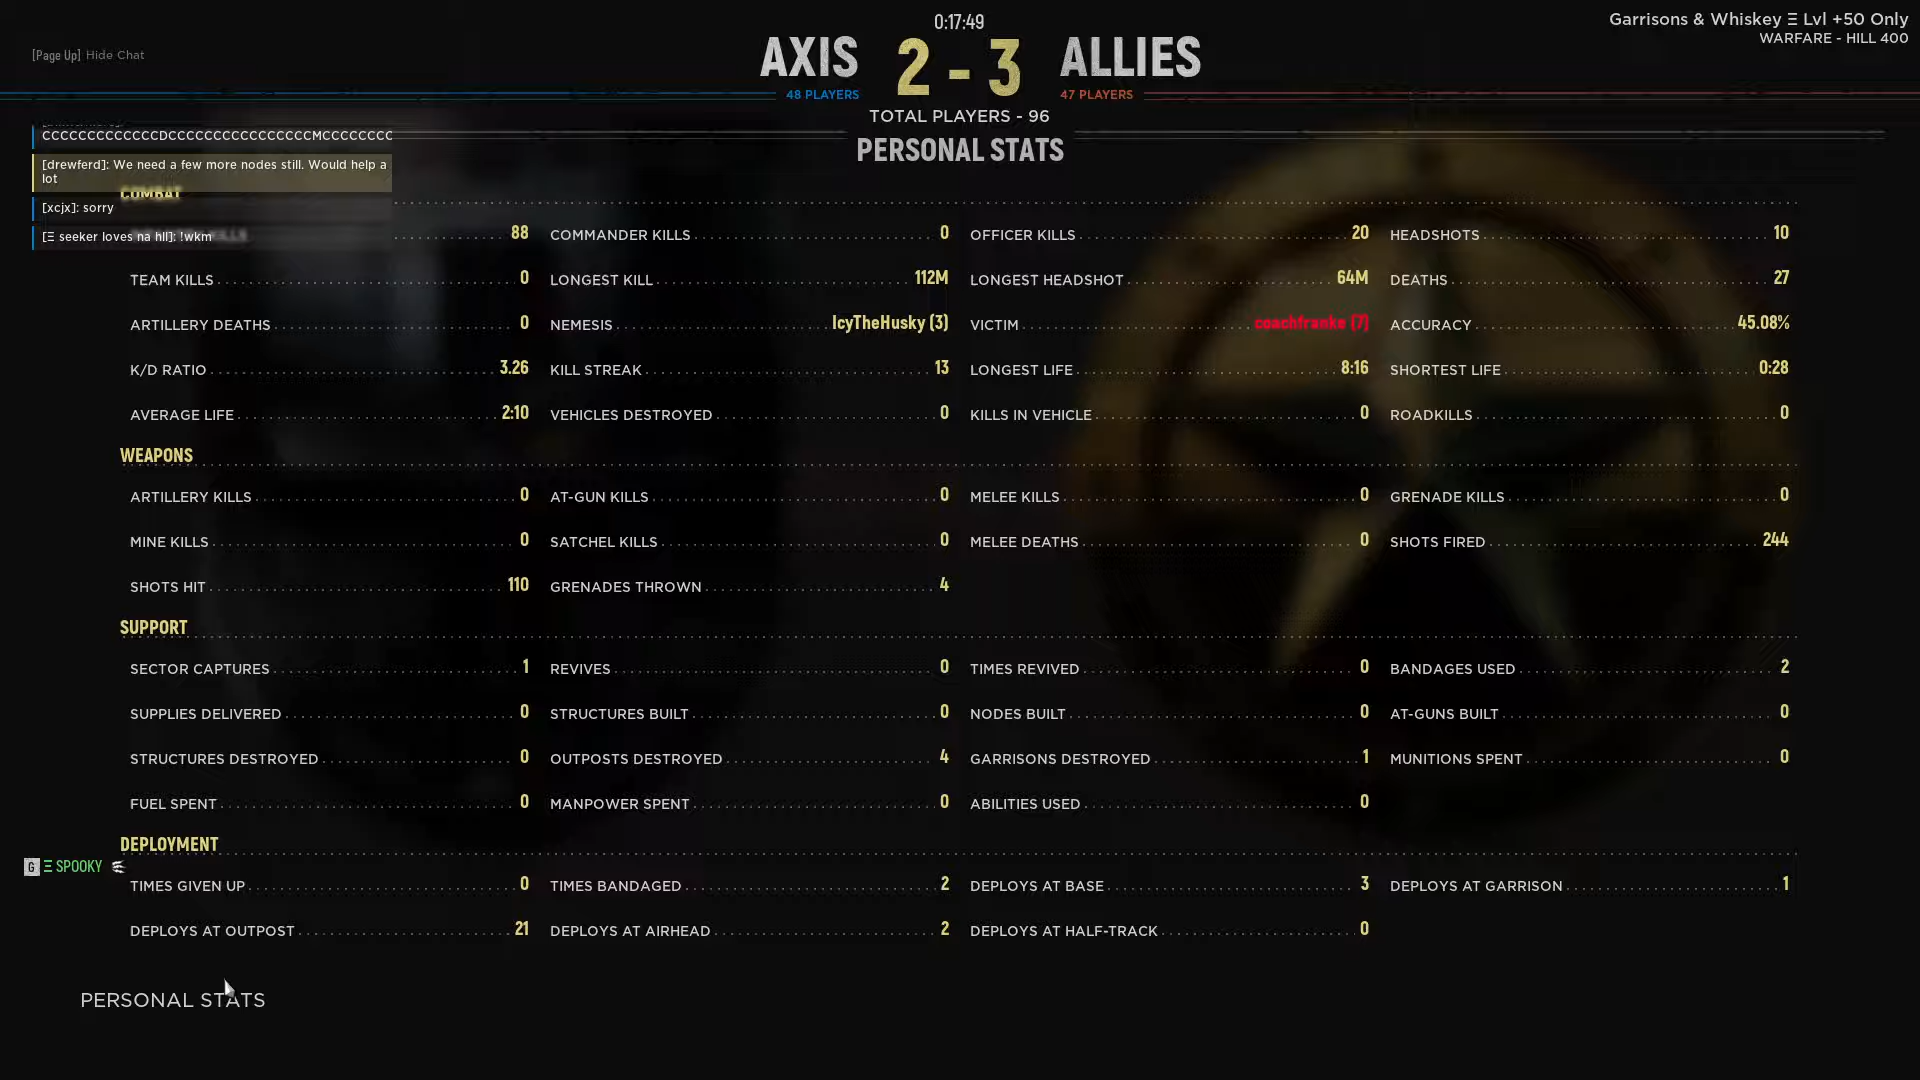 0:17:49
Garrisons & Whiskey Ξ Lvl +50 Only
WARFARE - HILL 400
[Page Up] Hide Chat
AXIS 2 - 3 ALLIES
48 PLAYERS
47 PLAYERS
TOTAL PLAYERS - 96
PERSONAL STATS
CCCCCCCCCCCCCDCCCCCCCCCCCCCCCCMCCCCCCCC
[drewferd]: We need a few more nodes still. Would help a
lot
COMBAT
[xcjx]: sorry
[Ξ seeker loves na hll]: !wkm
KILLS 88 COMMANDER KILLS 0 OFFICER KILLS 20 HEADSHOTS 10
TEAM KILLS 0 LONGEST KILL 112M LONGEST HEADSHOT 64M DEATHS 27
ARTILLERY DEATHS 0 NEMESIS IcyTheHusky (3) VICTIM coachfranke (7) ACCURACY 45.08%
K/D RATIO 3.26 KILL STREAK 13 LONGEST LIFE 8:16 SHORTEST LIFE 0:28
AVERAGE LIFE 2:10 VEHICLES DESTROYED 0 KILLS IN VEHICLE 0 ROADKILLS 0
WEAPONS
ARTILLERY KILLS 0 AT-GUN KILLS 0 MELEE KILLS 0 GRENADE KILLS 0
MINE KILLS 0 SATCHEL KILLS 0 MELEE DEATHS 0 SHOTS FIRED 244
SHOTS HIT 110 GRENADES THROWN 4
SUPPORT
SECTOR CAPTURES 1 REVIVES 0 TIMES REVIVED 0 BANDAGES USED 2
SUPPLIES DELIVERED 0 STRUCTURES BUILT 0 NODES BUILT 0 AT-GUNS BUILT 0
STRUCTURES DESTROYED 0 OUTPOSTS DESTROYED 4 GARRISONS DESTROYED 1 MUNITIONS SPENT 0
FUEL SPENT 0 MANPOWER SPENT 0 ABILITIES USED 0
DEPLOYMENT
G Ξ SPOOKY
TIMES GIVEN UP 0 TIMES BANDAGED 2 DEPLOYS AT BASE 3 DEPLOYS AT GARRISON 1
DEPLOYS AT OUTPOST 21 DEPLOYS AT AIRHEAD 2 DEPLOYS AT HALF-TRACK 0
PERSONAL STATS